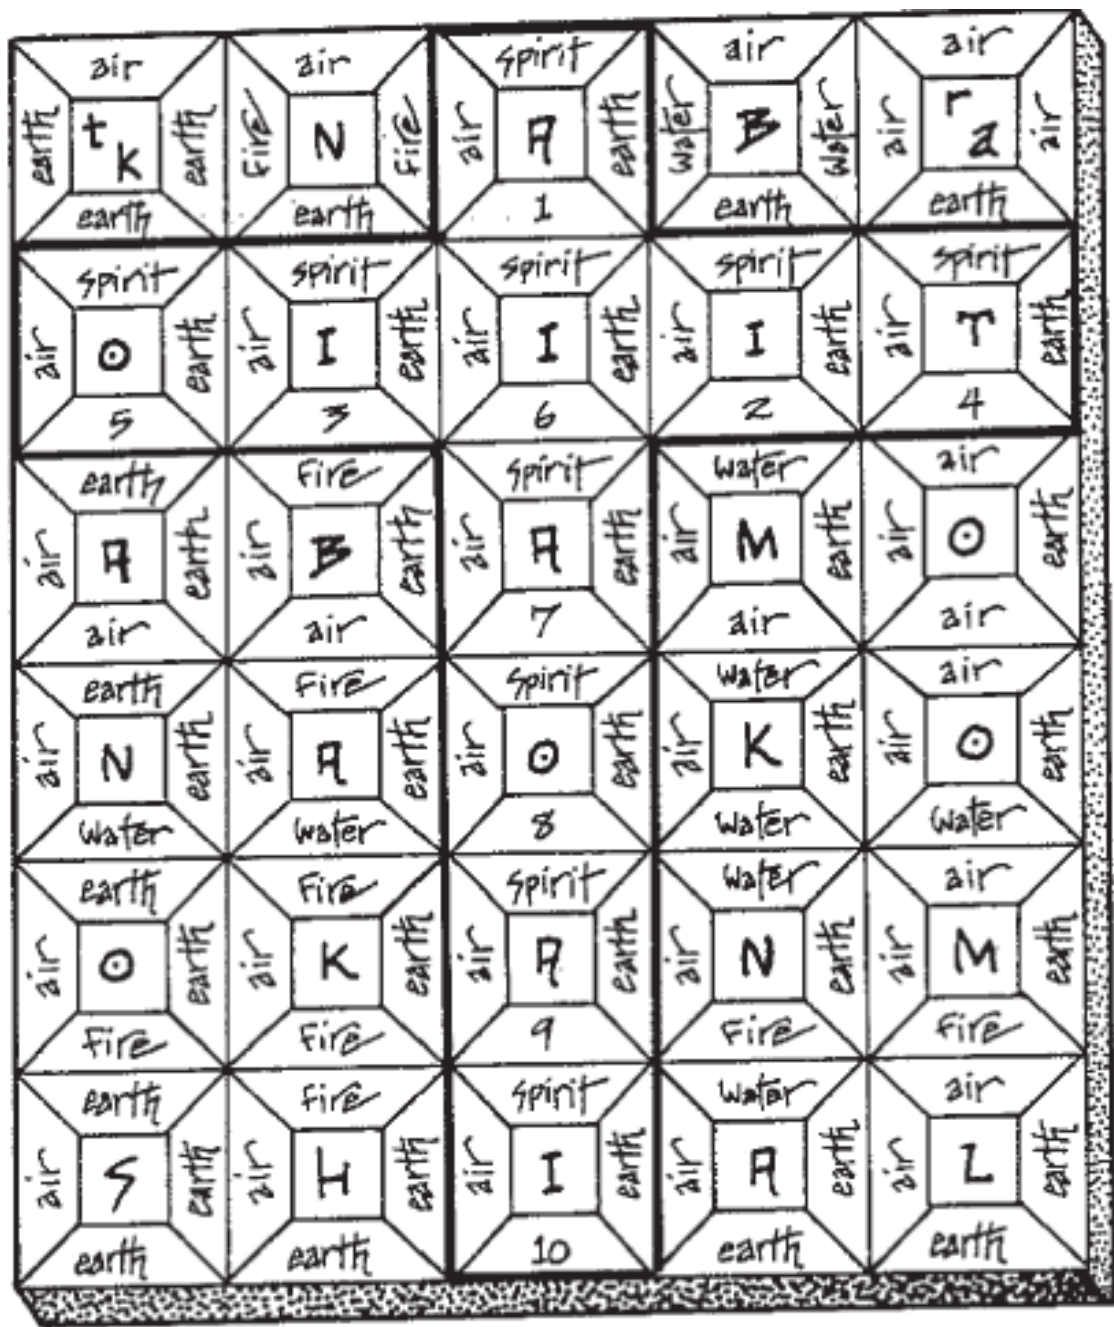 air air spirit air air
earth t K earth Fire N Fire air A earth water B water air r a air
earth earth 1 earth earth
spirit spirit spirit spirit spirit
air O earth air I earth air I earth air I earth air T earth
5 3 6 2 4
earth Fire spirit water air
air A earth air B earth air A earth air M earth air O earth
air air 7 air air
earth Fire spirit water air
air N earth air A earth air O earth air K earth air O earth
water water 8 water water
earth Fire spirit water air
air O earth air K earth air A earth air N earth air M earth
Fire Fire 9 Fire Fire
earth Fire spirit water air
air S earth air H earth air I earth air A earth air L earth
earth earth 10 earth earth